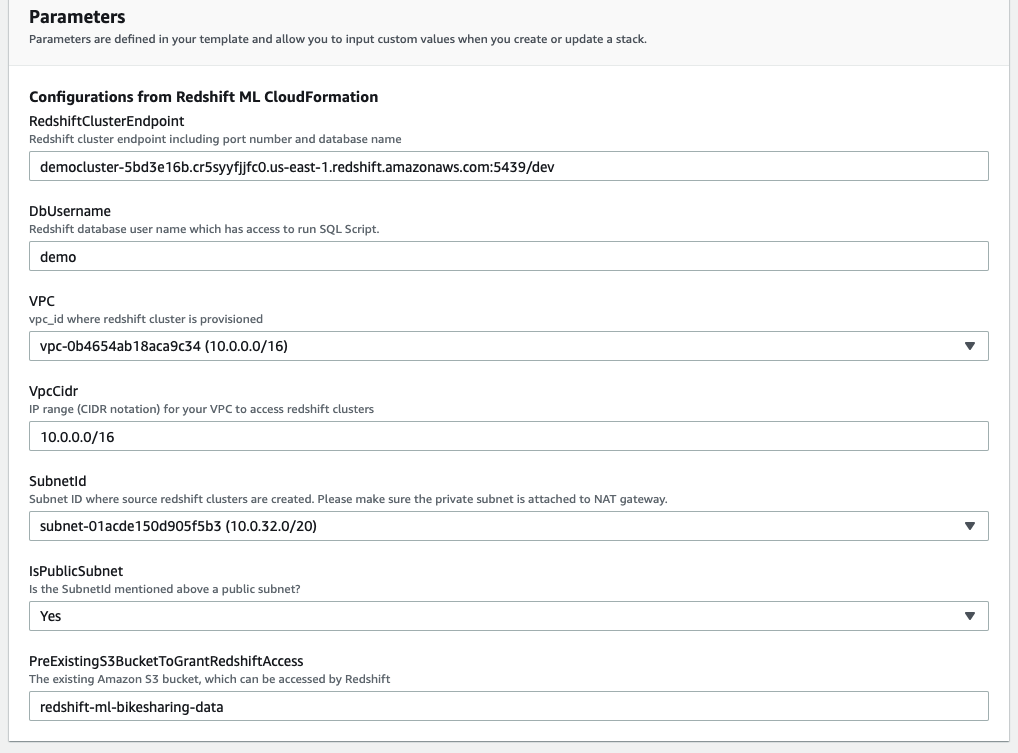 Parameters
Parameters are defined in your template and allow you to input custom values when you create or update a stack.
Configurations from Redshift ML CloudFormation
RedshiftClusterEndpoint
Redshift cluster endpoint including port number and database name
democluster-5bd3e16b.cr5syyfjjfc0.us-east-1.redshift.amazonaws.com:5439/dev
DbUsername
Redshift database user name which has access to run SQL Script.
demo
VPC
vpc_id where redshift cluster is provisioned
vpc-0b4654ab18aca9c34 (10.0.0.0/16)
VpcCidr
IP range (CIDR notation) for your VPC to access redshift clusters
10.0.0.0/16
SubnetId
Subnet ID where source redshift clusters are created. Please make sure the private subnet is attached to NAT gateway.
subnet-01acde150d905f5b3 (10.0.32.0/20)
IsPublicSubnet
Is the SubnetId mentioned above a public subnet?
Yes
PreExistingS3BucketToGrantRedshiftAccess
The existing Amazon S3 bucket, which can be accessed by Redshift
redshift-ml-bikesharing-data